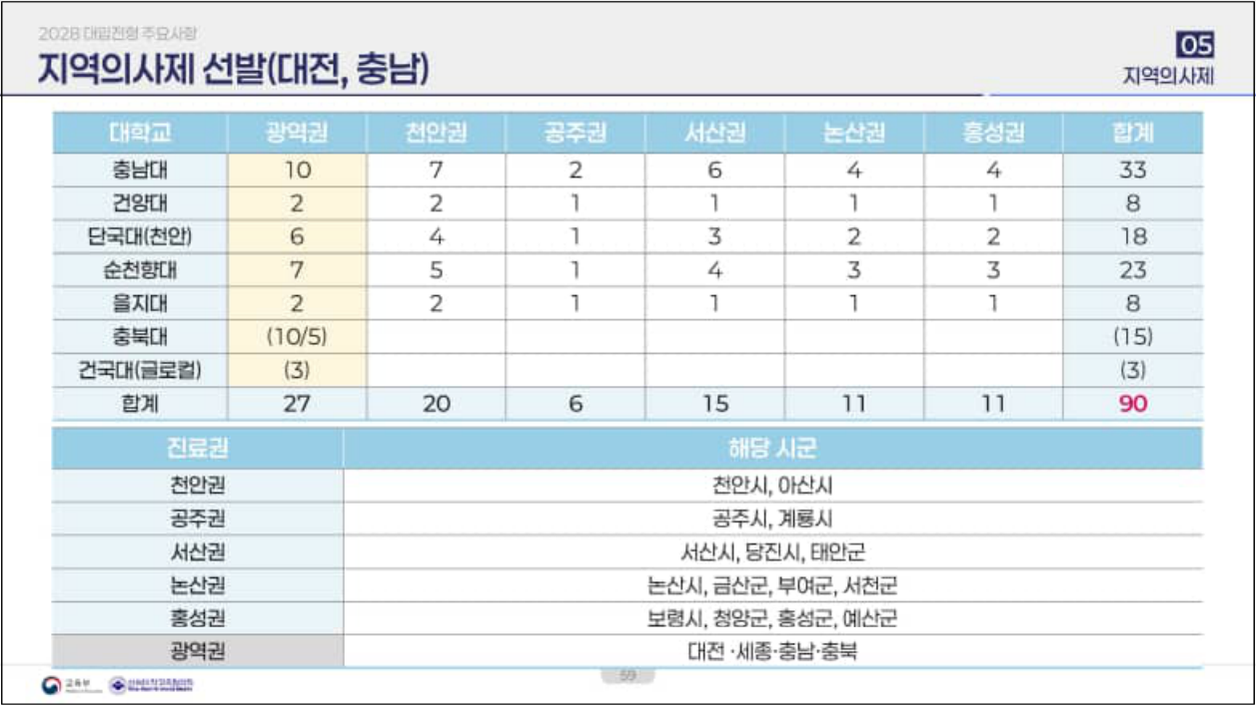 2028 대입전형 주요사항
지역의사제 선발(대전, 충남)
05
지역의사제
대학교 광역권 천안권 공주권 서산권 논산권 홍성권 합계
충남대 10 7 2 6 4 4 33
건양대 2 2 1 1 1 1 8
단국대(천안) 6 4 1 3 2 2 18
순천향대 7 5 1 4 3 3 23
을지대 2 2 1 1 1 1 8
충북대 (10/5) (15)
건국대(글로컬) (3) (3)
합계 27 20 6 15 11 11 90
진료권 해당 시군
천안권 천안시, 아산시
공주권 공주시, 계룡시
서산권 서산시, 당진시, 태안군
논산권 논산시, 금산군, 부여군, 서천군
홍성권 보령시, 청양군, 홍성군, 예산군
광역권 대전 ·세종·충남·충북
교육부
59